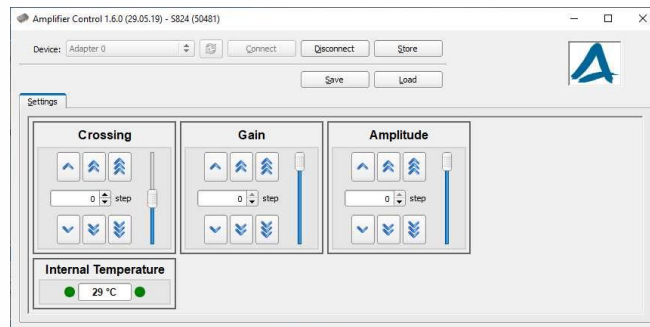 Amplifier Control 1.6.0 (29.05.19) - S824 (50481)
Device: Adapter 0 Connect Disconnect Store
Save Load
Settings
Crossing Gain Amplitude
0 step 0 step 0 step
Internal Temperature
29 °C